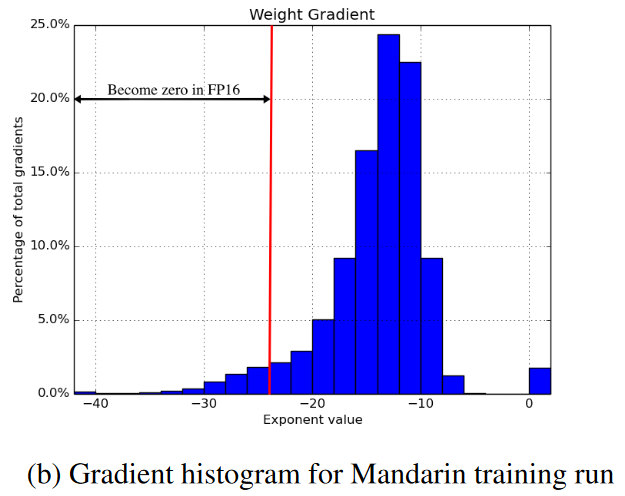 Weight Gradient
25.0%
Become zero in FP16
20.0%
15.0%
10.0%
5.0%
0.0%
Percentage of total gradients
−40
−30
−20
−10
0
Exponent value
(b) Gradient histogram for Mandarin training run